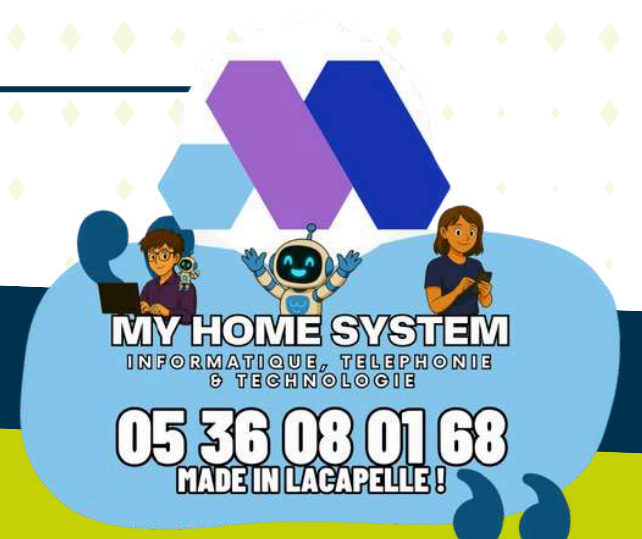 MY HOME SYSTEM
INFORMATIQUE, TELEPHONIE
& TECHNOLOGIE
05 36 08 01 68
MADE IN LACAPELLE !